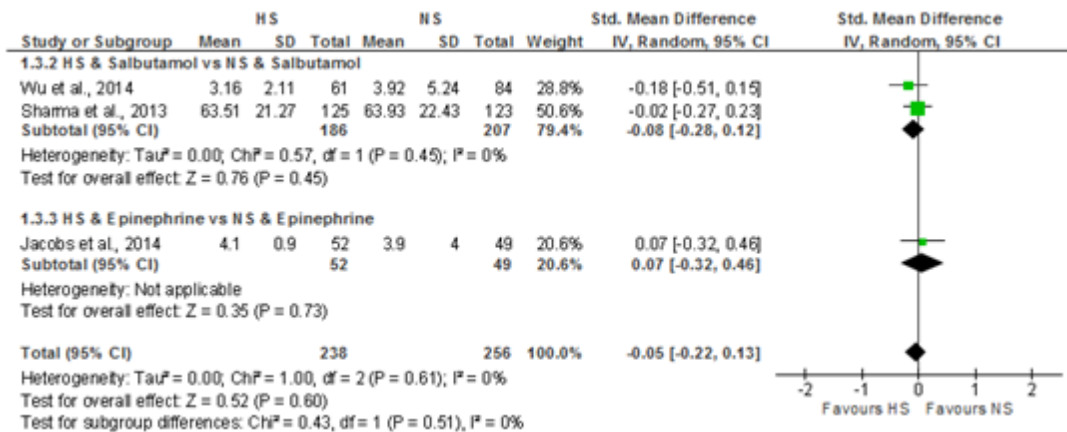 HS NS Std. Mean Difference Std. Mean Difference
Study or Subgroup Mean SD Total Mean SD Total Weight IV, Random, 95% CI IV, Random, 95% CI
1.3.2 HS & Salbutamol vs NS & Salbutamol
Wu et al., 2014 3.16 2.11 61 3.92 5.24 84 28.8% -0.18 [-0.51, 0.15]
Sharma et al., 2013 63.51 21.27 125 63.93 22.43 123 50.6% -0.02 [-0.27, 0.23]
Subtotal (95% CI) 186 207 79.4% -0.08 [-0.28, 0.12]
Heterogeneity: Tau² = 0.00; Chi² = 0.57, df = 1 (P = 0.45); I² = 0%
Test for overall effect: Z = 0.76 (P = 0.45)
1.3.3 HS & Epinephrine vs NS & Epinephrine
Jacobs et al., 2014 4.1 0.9 52 3.9 4 49 20.6% 0.07 [-0.32, 0.46]
Subtotal (95% CI) 52 49 20.6% 0.07 [-0.32, 0.46]
Heterogeneity: Not applicable
Test for overall effect: Z = 0.35 (P = 0.73)
Total (95% CI) 238 256 100.0% -0.05 [-0.22, 0.13]
Heterogeneity: Tau² = 0.00; Chi² = 1.00, df = 2 (P = 0.61); I² = 0%
Test for overall effect: Z = 0.52 (P = 0.60)
Test for subgroup differences: Chi² = 0.43, df = 1 (P = 0.51), I² = 0%
-2 -1 0 1 2
Favours HS Favours NS